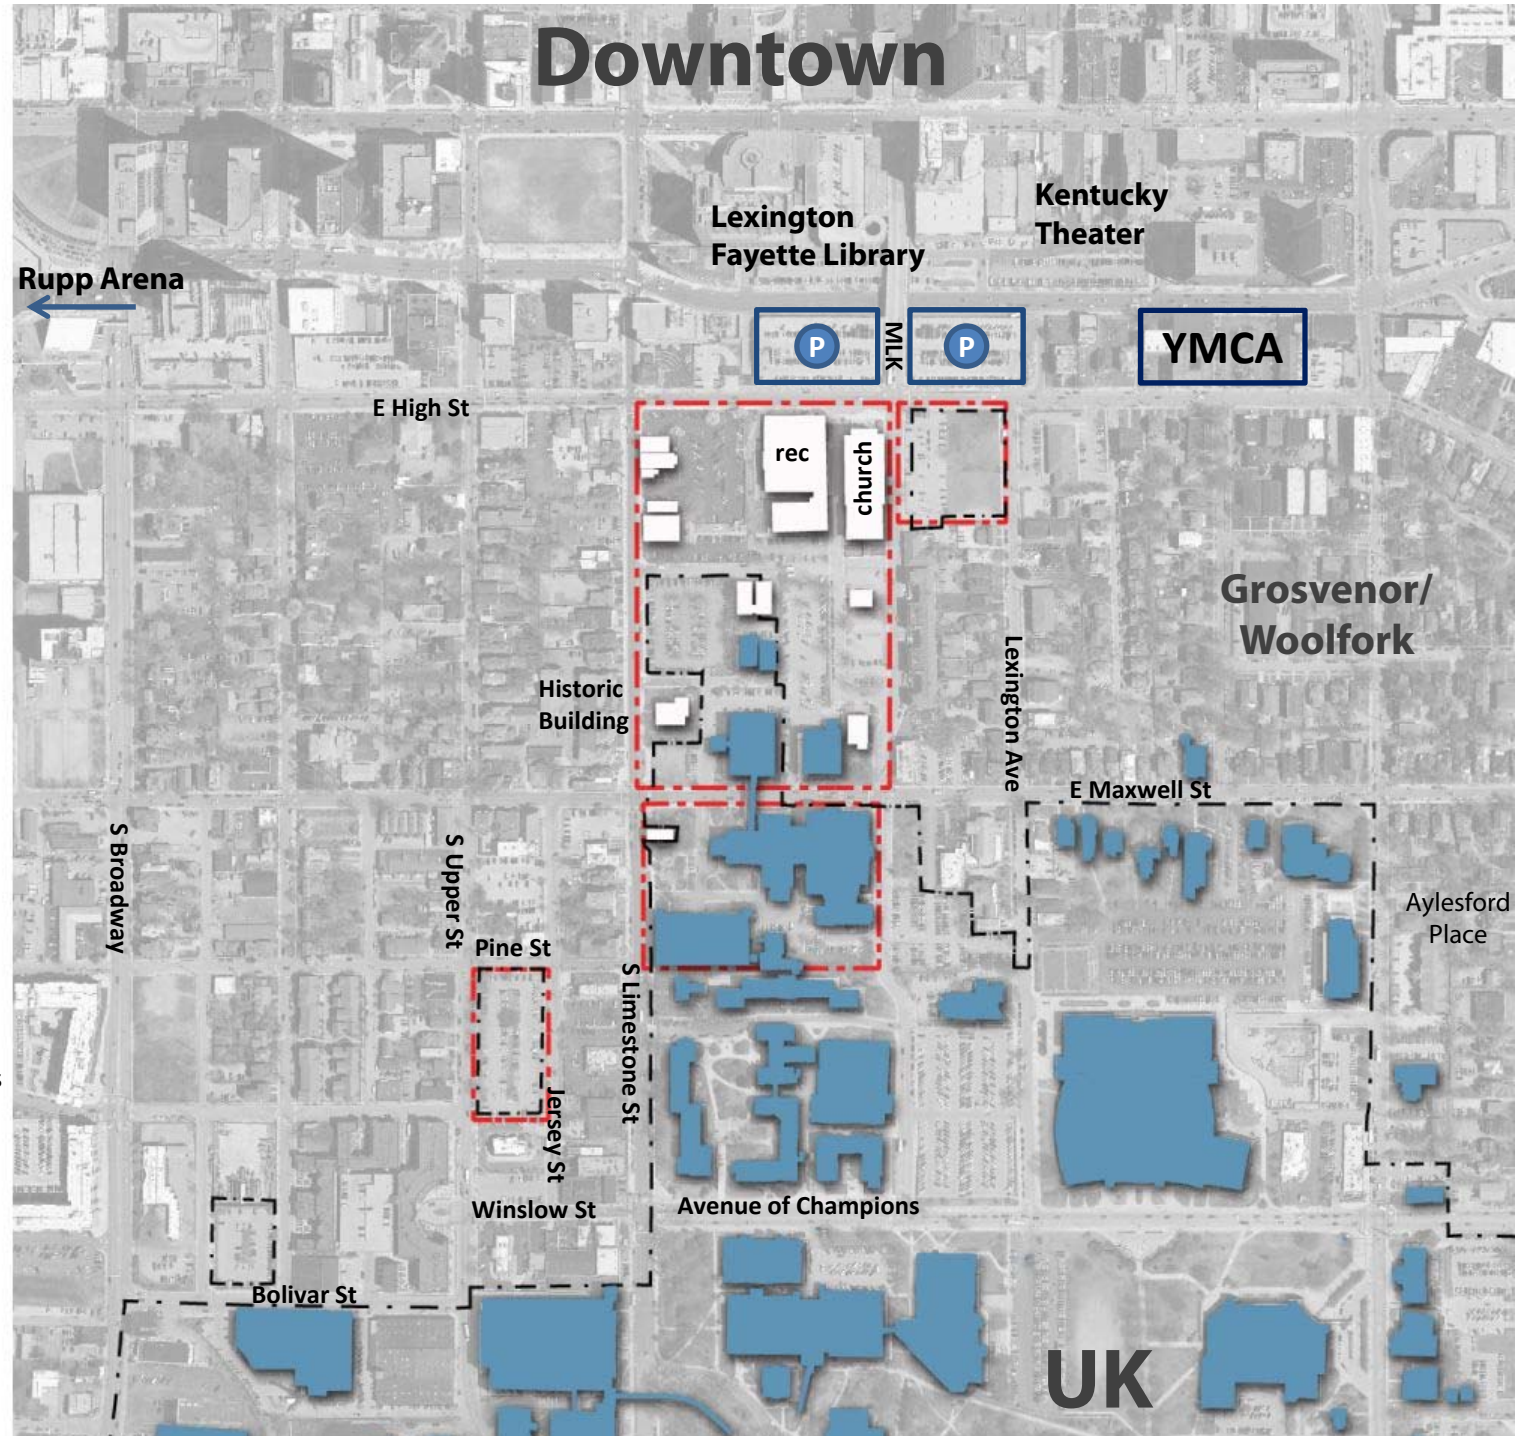 Downtown
Kentucky
Theater
Lexington
Fayette Library
Rupp Arena
P
MLK
P
YMCA
E High St
rec
church
Grosvenor/
Woolfork
Historic
Building
Lexington Ave
E Maxwell St
S Broadway
S Upper St
Aylesford
Place
Pine St
S Limestone St
Jersey St
Winslow St
Avenue of Champions
Bolivar St
UK